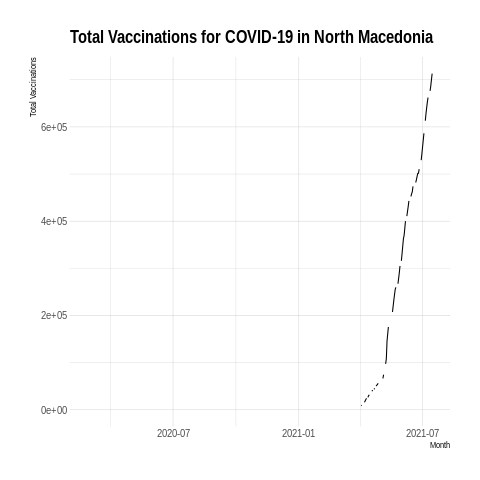 Total Vaccinations for COVID-19 in North Macedonia
Total Vaccinations
6e+05
4e+05
2e+05
0e+00
2020-07
2021-01
2021-07
Month